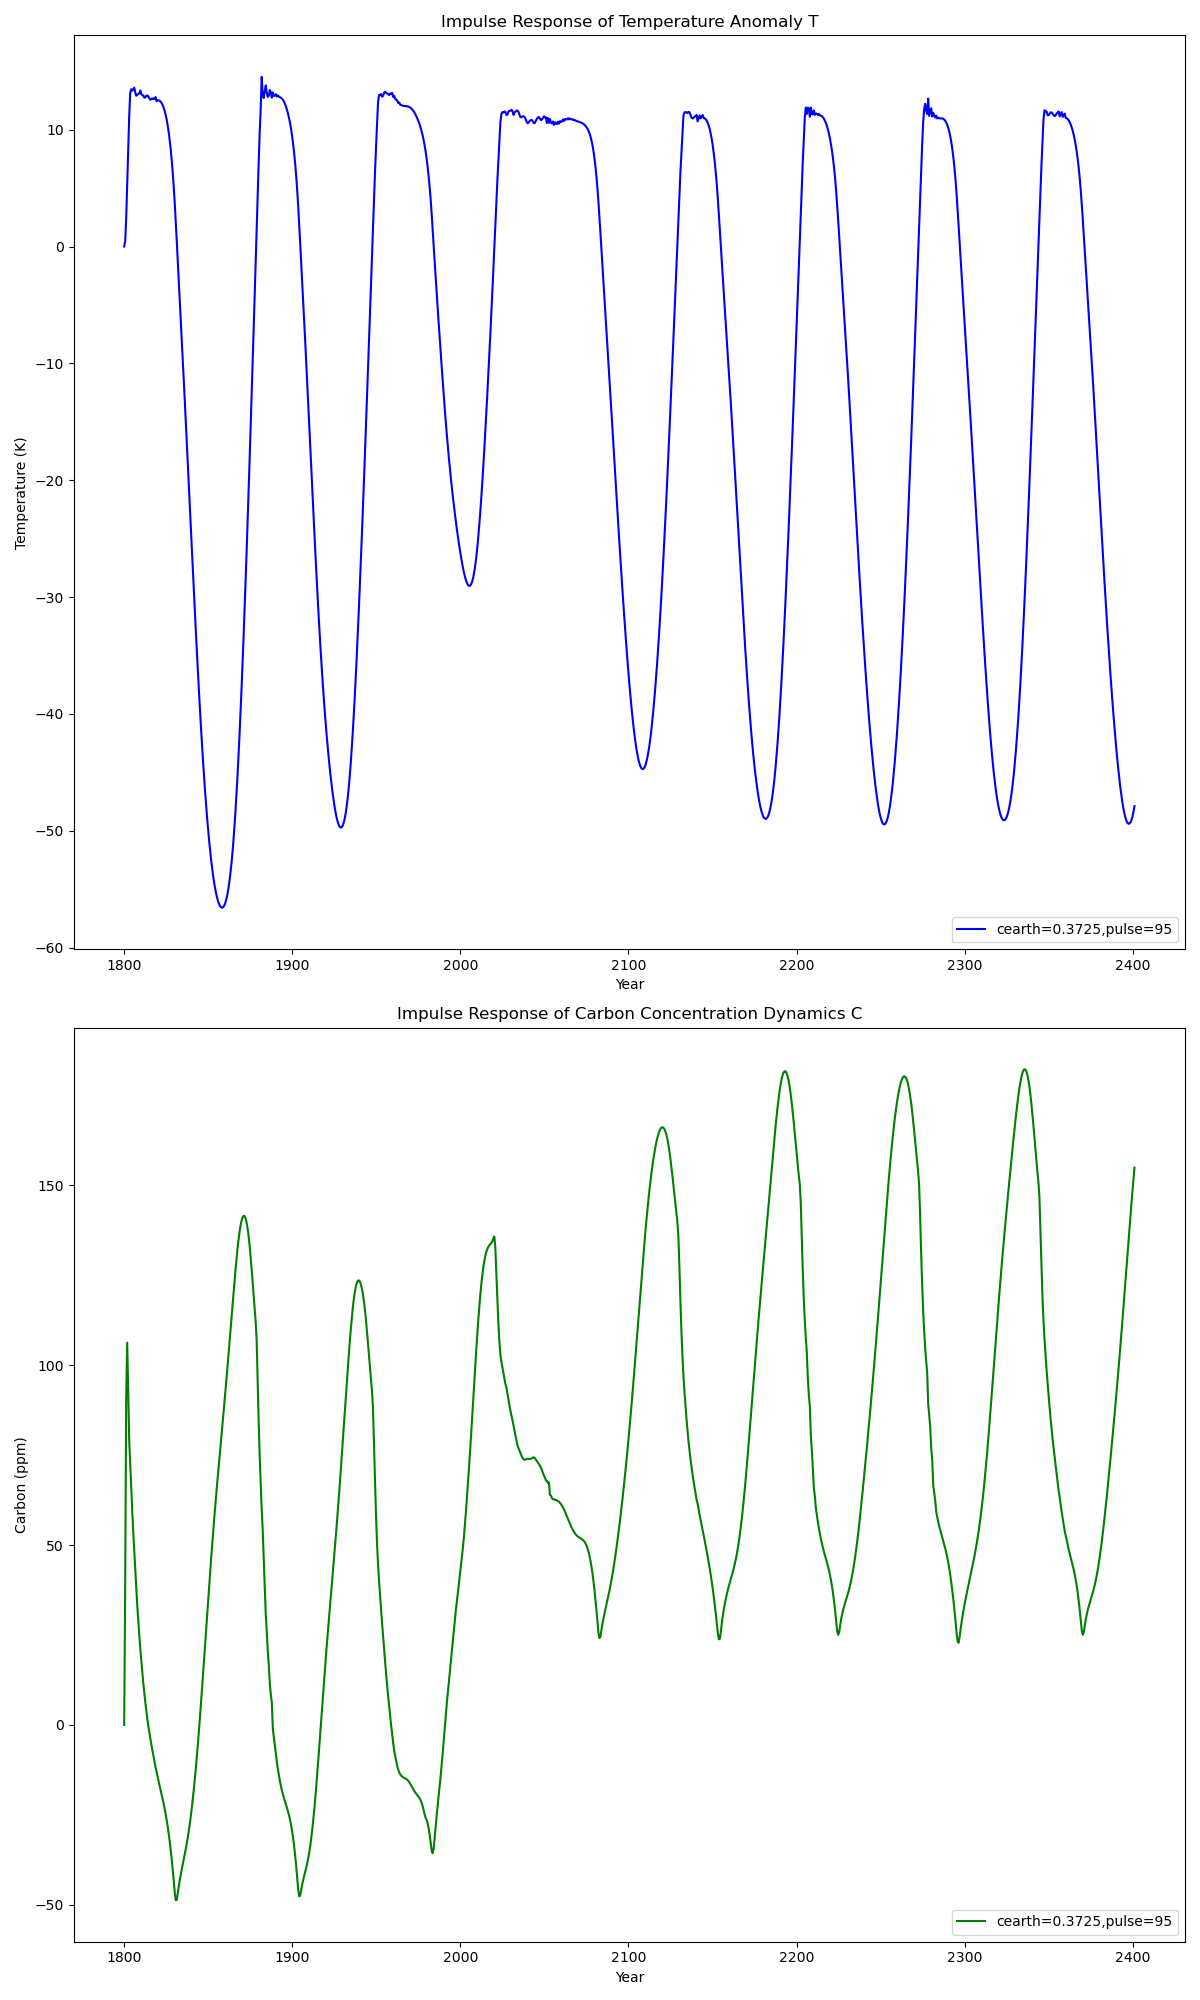 Impulse Response of Temperature Anomaly T
10
0
−10
−20
−30
−40
−50
−60
Temperature (K)
cearth=0.3725,pulse=95
1800 1900 2000 2100 2200 2300 2400
Year
Impulse Response of Carbon Concentration Dynamics C
150
100
50
0
−50
Carbon (ppm)
cearth=0.3725,pulse=95
1800 1900 2000 2100 2200 2300 2400
Year